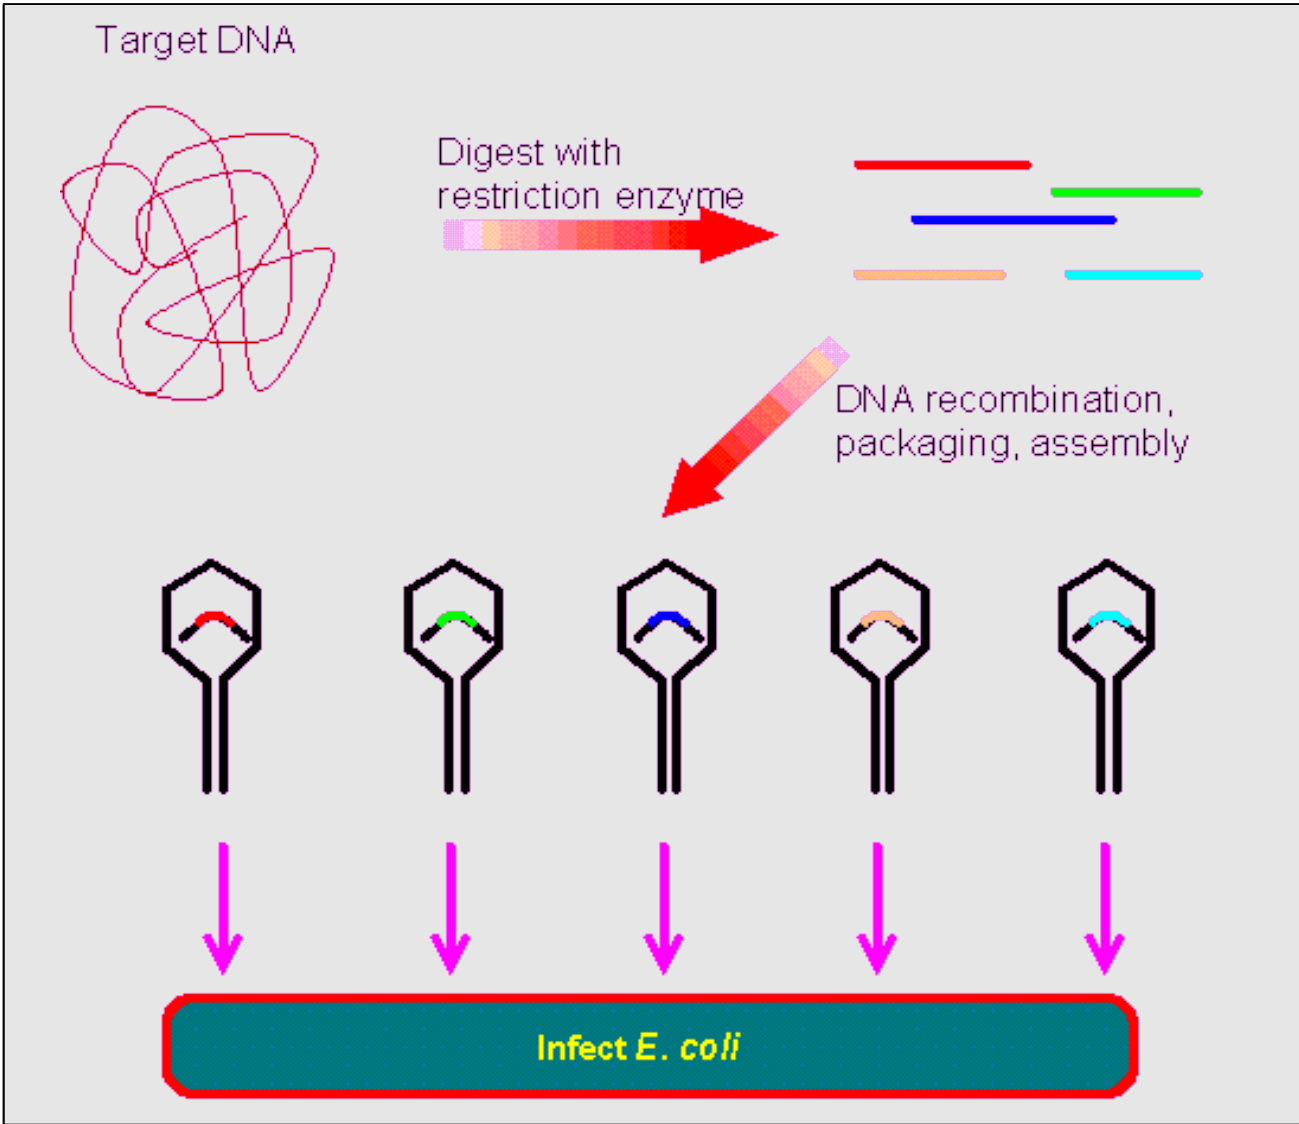 Target DNA
Digest with
restriction enzyme
DNA recombination,
packaging, assembly
Infect E. coli